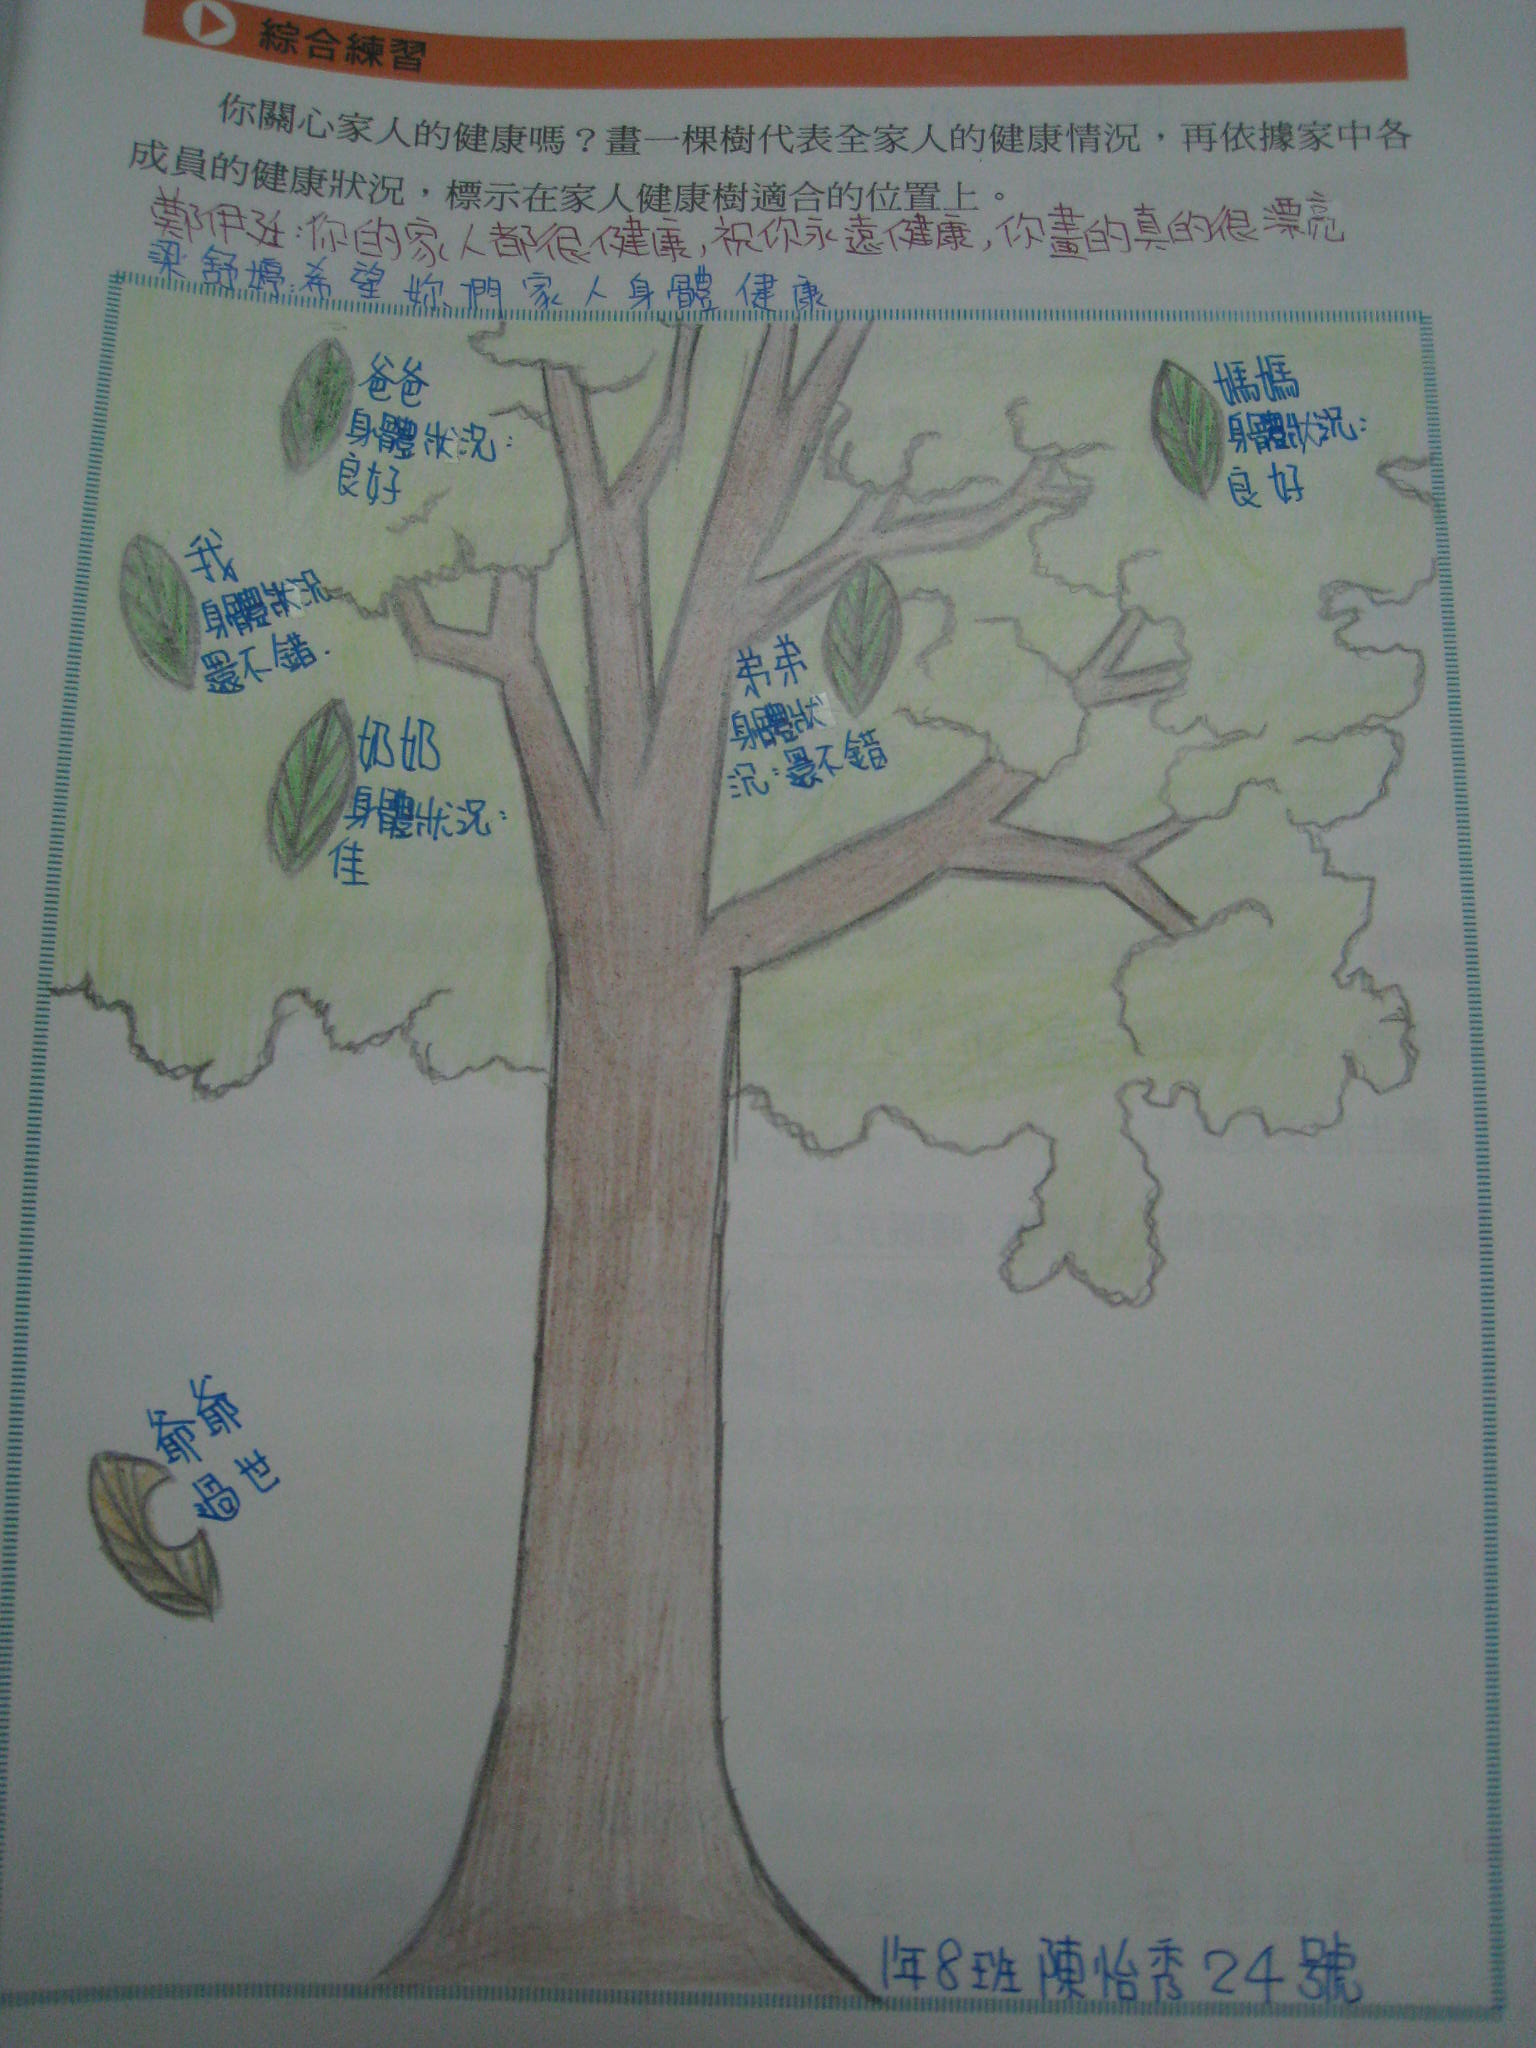 綜合練習
你關心家人的健康嗎？畫一棵樹代表全家人的健康情況，再依據家中各
成員的健康狀況，標示在家人健康樹適合的位置上。
鄭伊廷：你的家人都很健康，祝你永遠健康，你畫的真的很漂亮
梁舒婷：希望妳們家人身體健康
爸爸
身體狀況：
良好
媽媽
身體狀況：
良好
我
身體狀況
還不錯.
弟弟
身體狀
況：還不錯
奶奶
身體狀況：
佳
爺爺
過世
1年8班 陳怡秀 24號